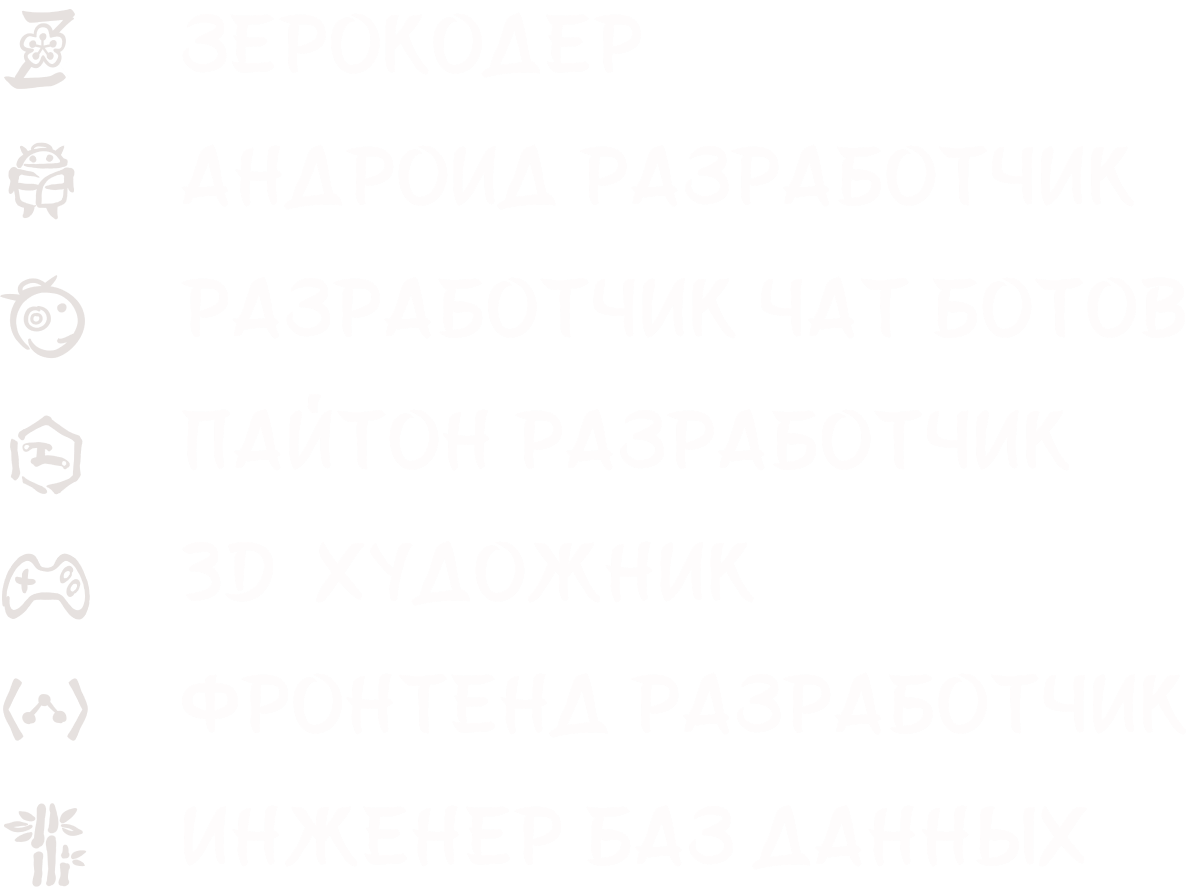 ЗЕРОКОДЕР
АНДРОИД РАЗРАБОТЧИК
РАЗРАБОТЧИК ЧАТ БОТОВ
ПАЙТОН РАЗРАБОТЧИК
3D ХУДОЖНИК
ФРОНТЕНД РАЗРАБОТЧИК
ИНЖЕНЕР БАЗ ДАННЫХ